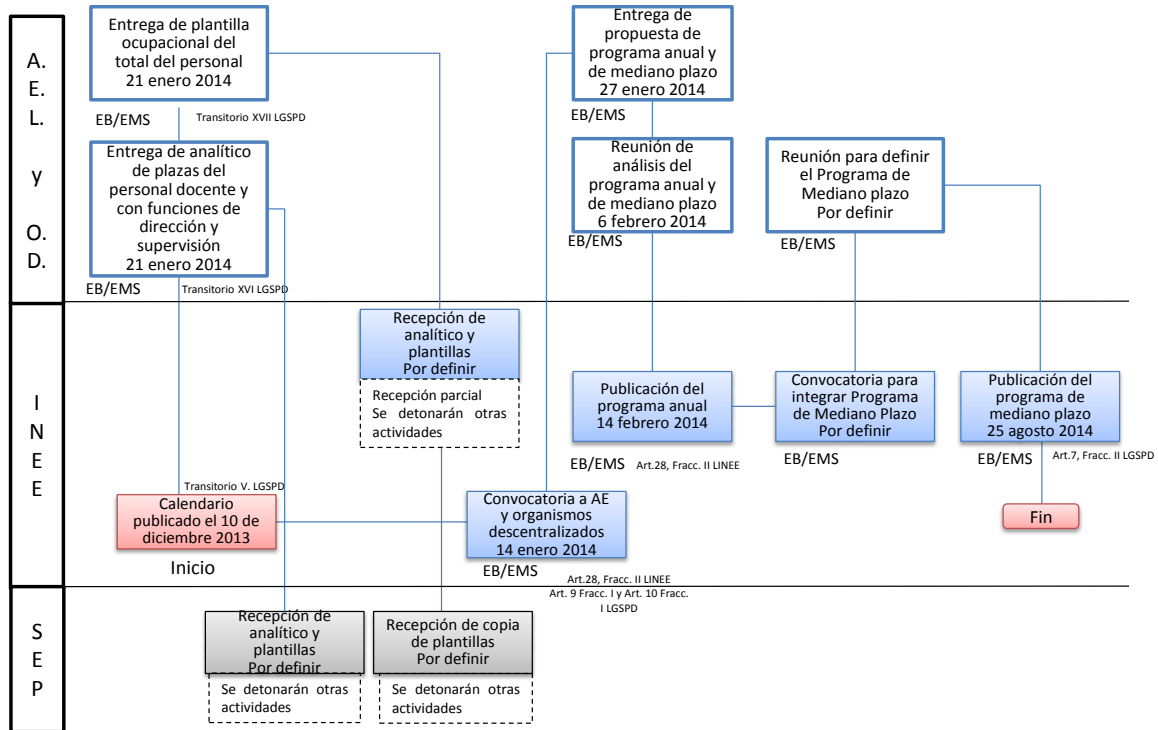 A.
E.
L.
y
O.
D.
Entrega de plantilla
ocupacional del
total del personal
21 enero 2014
EB/EMS
Transitorio XVII LGSPD
Entrega de analítico
de plazas del
personal docente y
con funciones de
dirección y
supervisión
21 enero 2014
EB/EMS
Transitorio XVI LGSPD
Entrega de
propuesta de
programa anual y
de mediano plazo
27 enero 2014
EB/EMS
Reunión de
análisis del
programa anual y
de mediano plazo
6 febrero 2014
EB/EMS
Reunión para definir
el Programa de
Mediano plazo
Por definir
EB/EMS
I
N
E
E
Recepción de
analítico y
plantillas
Por definir
Recepción parcial
Se detonarán otras
actividades
Publicación del
programa anual
14 febrero 2014
EB/EMS
Art.28, Fracc. II LINEE
Convocatoria para
integrar Programa
de Mediano Plazo
Por definir
EB/EMS
Publicación del
programa de
mediano plazo
25 agosto 2014
EB/EMS
Art.7, Fracc. II LGSPD
Transitorio V. LGSPD
Calendario
publicado el 10 de
diciembre 2013
Inicio
Convocatoria a AE
y organismos
descentralizados
14 enero 2014
EB/EMS
Art.28, Fracc. II LINEE
Art. 9 Fracc. I y Art. 10 Fracc.
I LGSPD
Fin
S
E
P
Recepción de
analítico y
plantillas
Por definir
Se detonarán otras
actividades
Recepción de copia
de plantillas
Por definir
Se detonarán otras
actividades